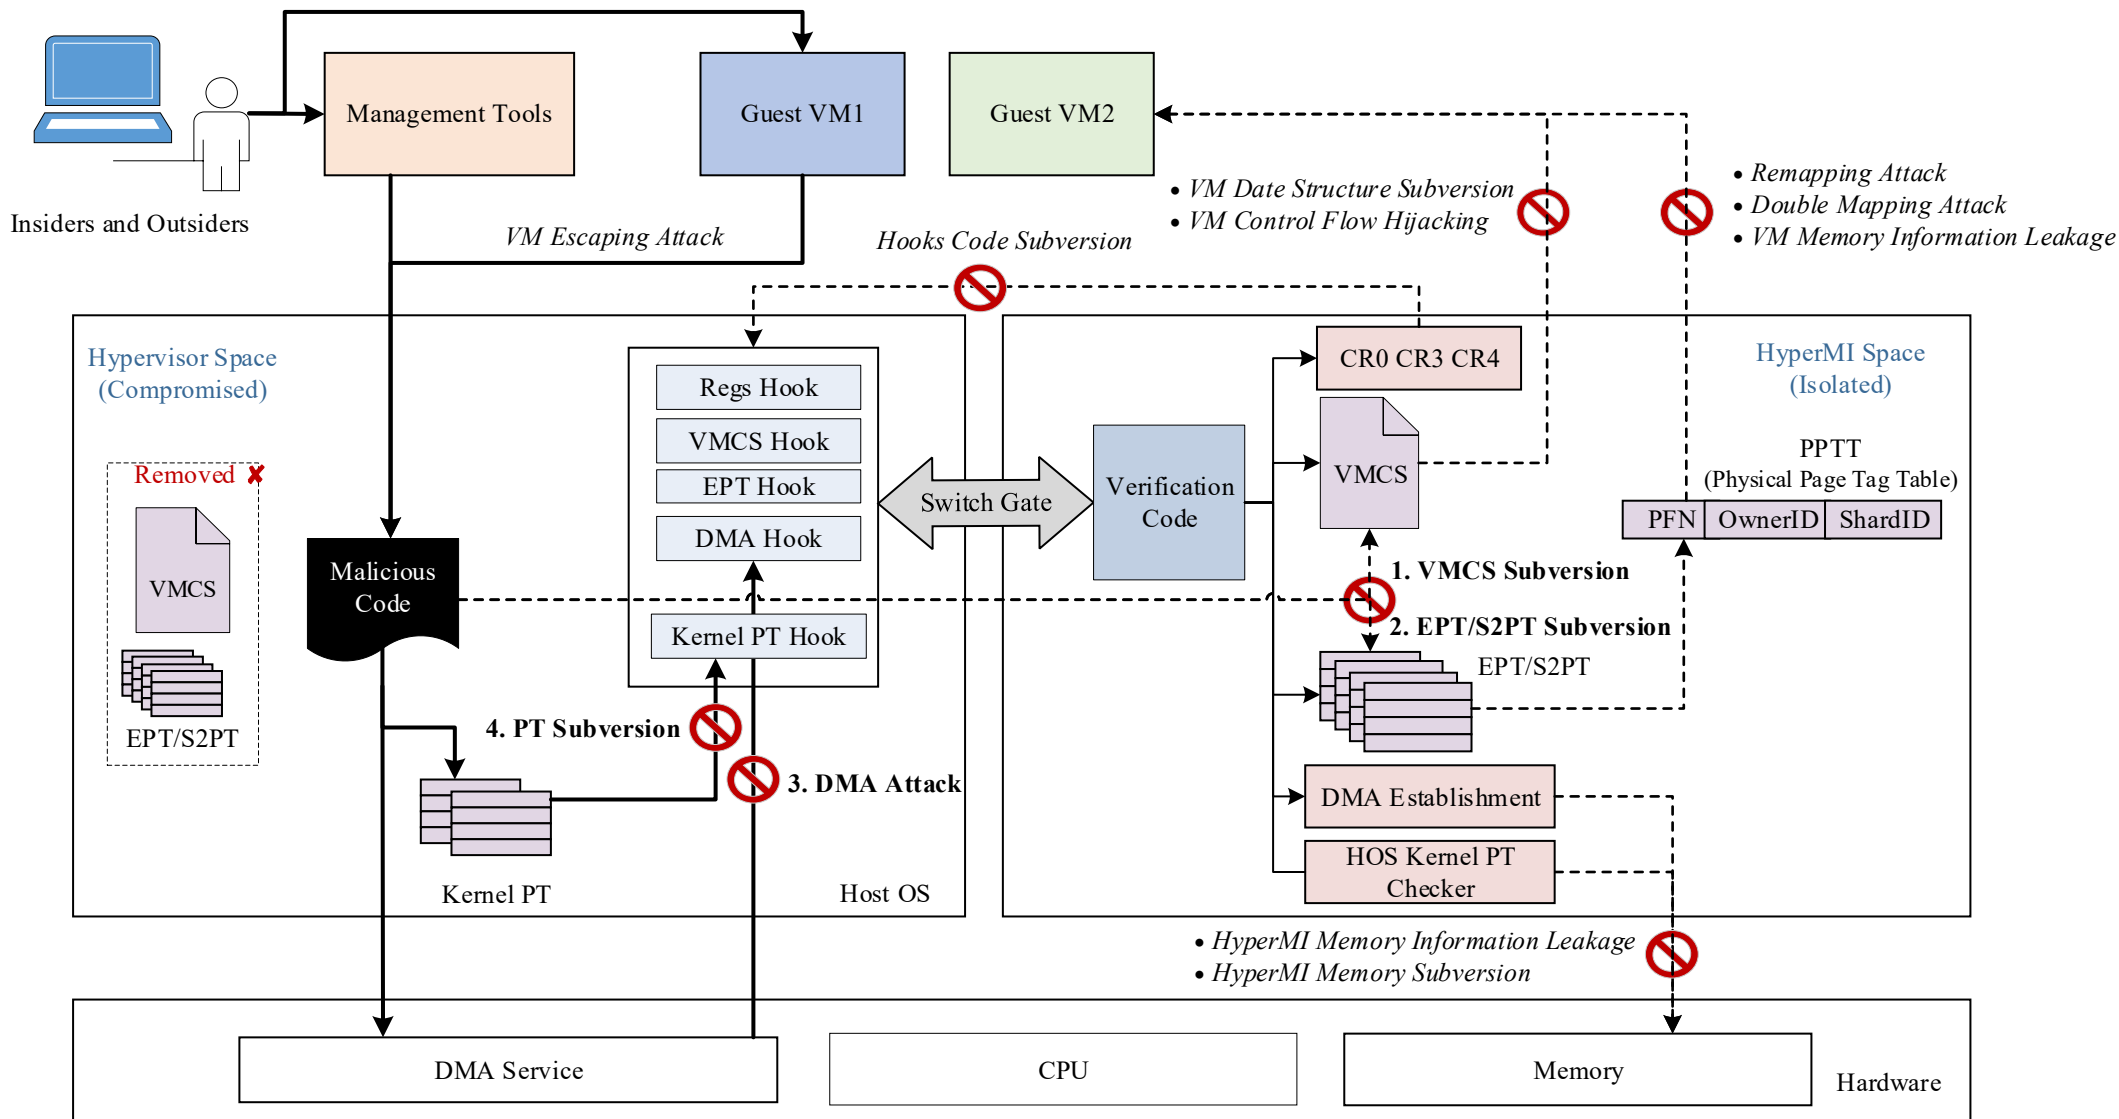 Management Tools
Guest VM1
Guest VM2
Insiders and Outsiders
VM Escaping Attack
Hooks Code Subversion
• VM Date Structure Subversion
• VM Control Flow Hijacking
• Remapping Attack
• Double Mapping Attack
• VM Memory Information Leakage
Hypervisor Space
(Compromised)
Removed ✘
VMCS
EPT/S2PT
Malicious
Code
Regs Hook
VMCS Hook
EPT Hook
DMA Hook
Kernel PT Hook
4. PT Subversion
3. DMA Attack
Kernel PT
Host OS
Switch Gate
HyperMI Space
(Isolated)
Verification
Code
CR0 CR3 CR4
VMCS
PPTT
(Physical Page Tag Table)
PFN
OwnerID
ShardID
1. VMCS Subversion
2. EPT/S2PT Subversion
EPT/S2PT
DMA Establishment
HOS Kernel PT
Checker
• HyperMI Memory Information Leakage
• HyperMI Memory Subversion
DMA Service
CPU
Memory
Hardware